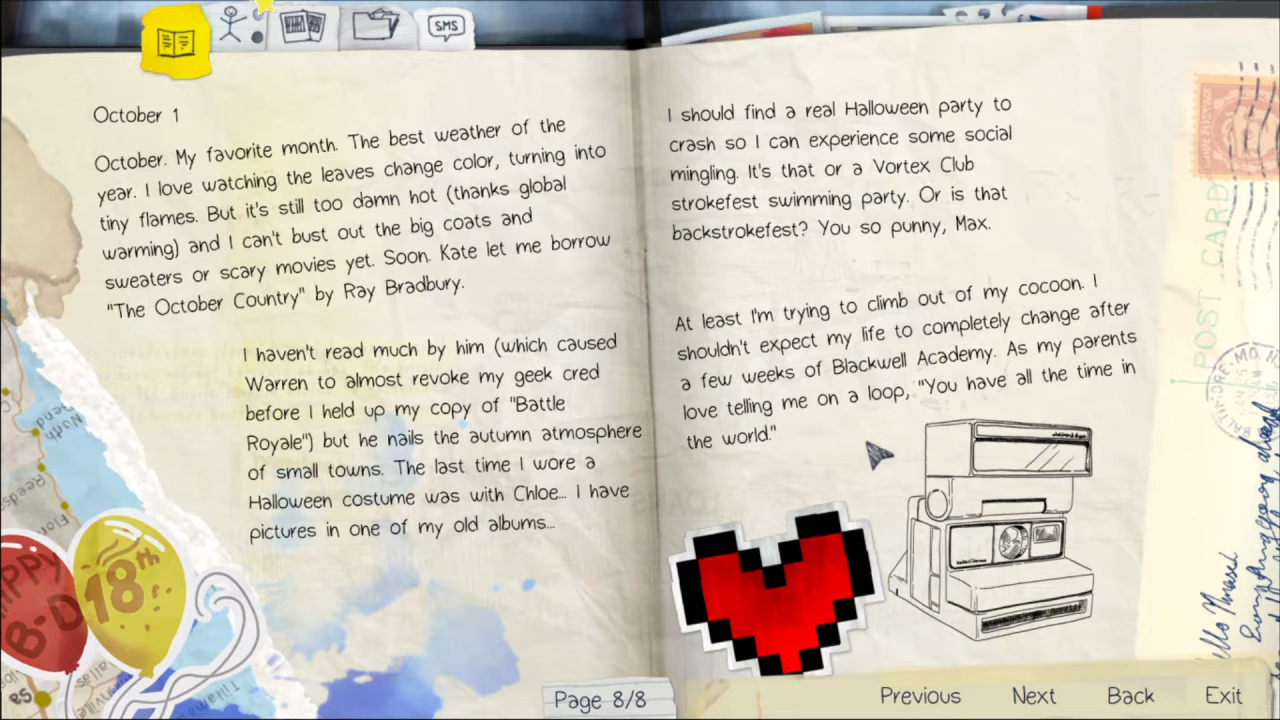 SMS
October 1
October. My favorite month. The best weather of the
year. I love watching the leaves change color, turning into
tiny flames. But it's still too damn hot (thanks global
warming) and I can't bust out the big coats and
sweaters or scary movies yet. Soon. Kate let me borrow
"The October Country" by Ray Bradbury.
I haven't read much by him (which caused
Warren to almost revoke my geek cred
before I held up my copy of "Battle
Royale") but he nails the autumn atmosphere
of small towns. The last time I wore a
Halloween costume was with Chloe... I have
pictures in one of my old albums...
I should find a real Halloween party to
crash so I can experience some social
mingling. It's that or a Vortex Club
strokefest swimming party. Or is that
backstrokefest? You so punny, Max.
At least I'm trying to climb out of my cocoon. I
shouldn't expect my life to completely change after
a few weeks of Blackwell Academy. As my parents
love telling me on a loop, "You have all the time in
the world."
POST CARD
North
Bend
18th
B-D
Page 8/8
Previous
Next
Back
Exit